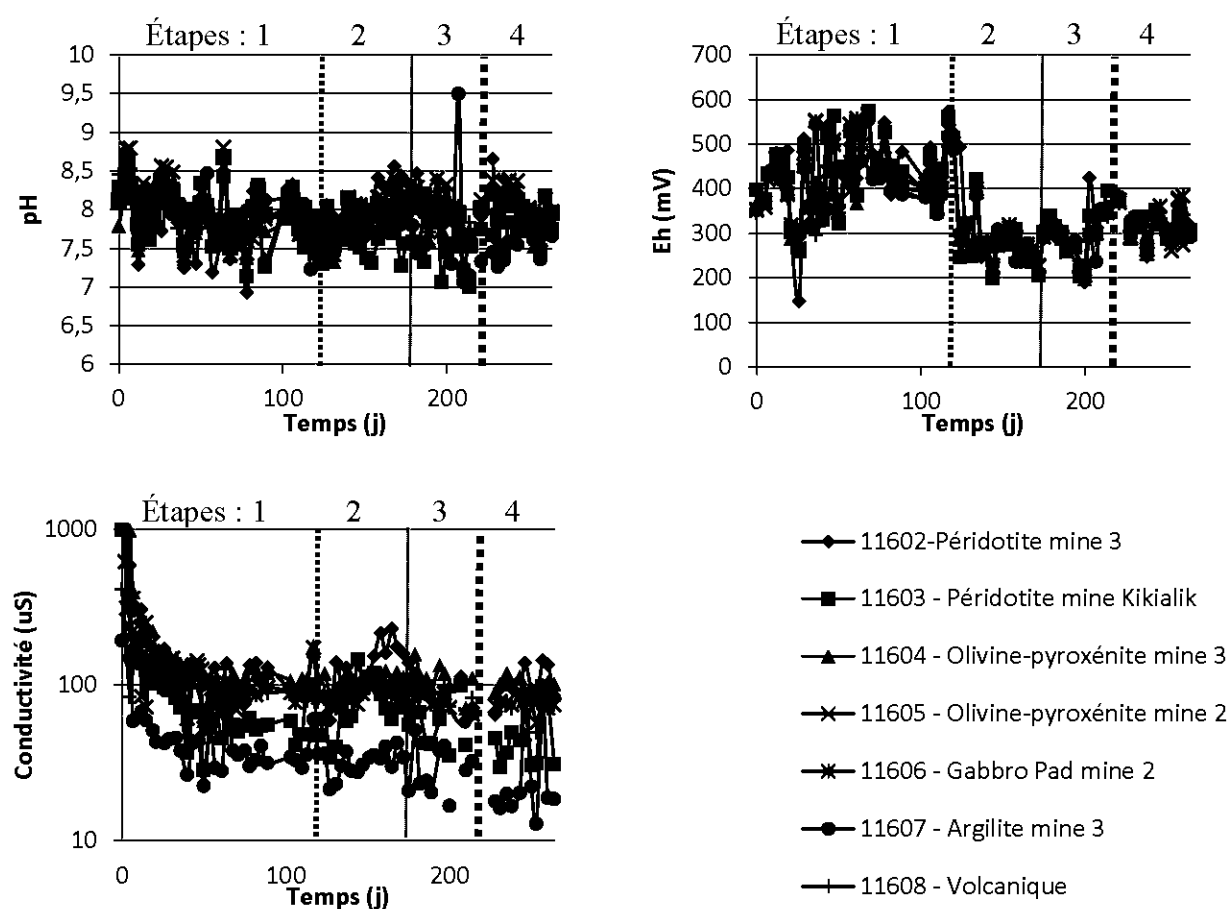 Étapes : 1 2 3 4
pH
10
9,5
9
8,5
8
7,5
7
6,5
6
0 100 200
Temps (j)
Étapes : 1 2 3 4
Eh (mV)
700
600
500
400
300
200
100
0
0 100 200
Temps (j)
Étapes : 1 2 3 4
Conductivité (uS)
1000
100
10
0 100 200
Temps (j)
11602-Péridotite mine 3
11603 - Péridotite mine Kikialik
11604 - Olivine-pyroxénite mine 3
11605 - Olivine-pyroxénite mine 2
11606 - Gabbro Pad mine 2
11607 - Argilite mine 3
11608 - Volcanique